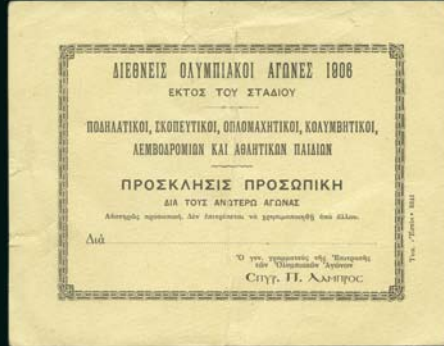 ΔΙΕΘΝΕΙΣ ΟΛΥΜΠΙΑΚΟΙ ΑΓΩΝΕΣ 1906
ΕΚΤΟΣ ΤΟΥ ΣΤΑΔΙΟΥ
ΠΟΔΗΛΑΤΙΚΟΙ, ΣΚΟΠΕΥΤΙΚΟΙ, ΟΠΛΟΜΑΧΗΤΙΚΟΙ, ΚΟΛΥΜΒΗΤΙΚΟΙ,
ΛΕΜΒΟΔΡΟΜΙΩΝ ΚΑΙ ΑΘΛΗΤΙΚΩΝ ΠΑΙΔΙΩΝ
ΠΡΟΣΚΛΗΣΙΣ ΠΡΟΣΩΠΙΚΗ
ΔΙΑ ΤΟΥΣ ΑΝΩΤΕΡΩ ΑΓΩΝΑΣ
Αὐστηρῶς προσωπική. Δὲν ἐπιτρέπεται νὰ χρησιμοποιηθῇ ὑπὸ ἄλλου.
Διὰ
Ὁ γεν. γραμματεὺς τῆς Ἐπιτροπῆς
τῶν Ὀλυμπιακῶν Ἀγώνων
Σπυρ. Π. Λάμπρος
Τυπ. «Ἑστία»